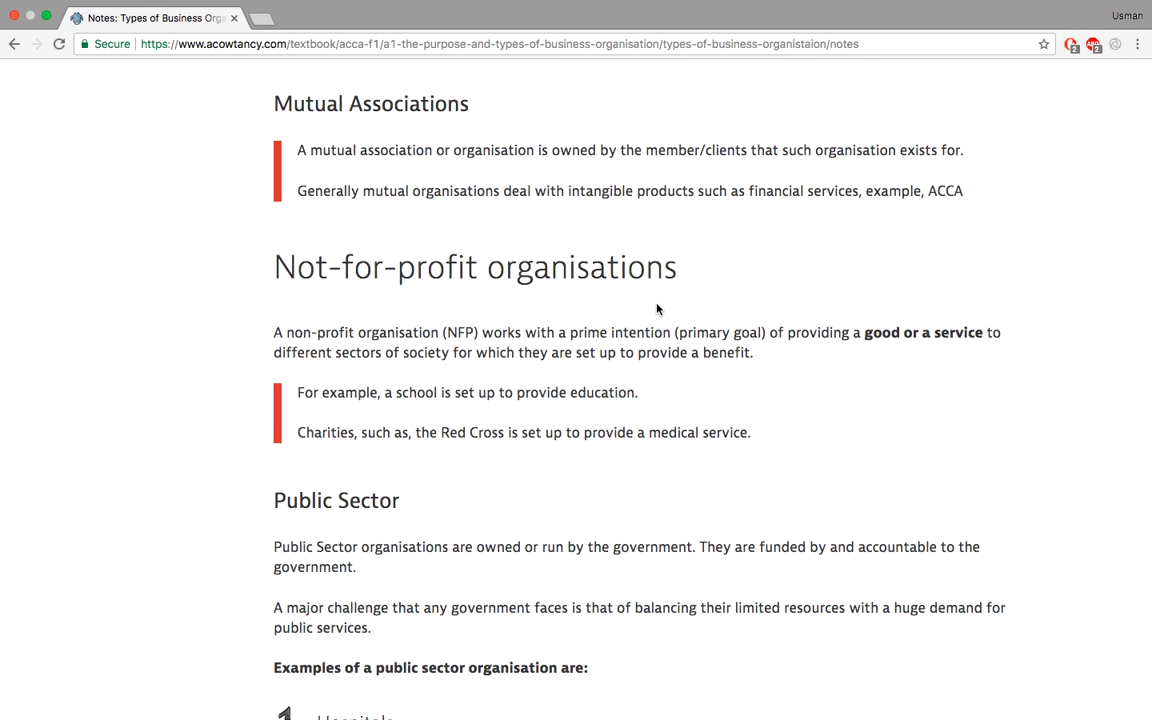 Notes: Types of Business Orga
Usman
Secure https://www.acowtancy.com/textbook/acca-f1/a1-the-purpose-and-types-of-business-organisation/types-of-business-organistaion/notes
2
2
Mutual Associations
A mutual association or organisation is owned by the member/clients that such organisation exists for.
Generally mutual organisations deal with intangible products such as financial services, example, ACCA
Not-for-profit organisations
A non-profit organisation (NFP) works with a prime intention (primary goal) of providing a good or a service to
different sectors of society for which they are set up to provide a benefit.
For example, a school is set up to provide education.
Charities, such as, the Red Cross is set up to provide a medical service.
Public Sector
Public Sector organisations are owned or run by the government. They are funded by and accountable to the
government.
A major challenge that any government faces is that of balancing their limited resources with a huge demand for
public services.
Examples of a public sector organisation are:
1 Hospitals